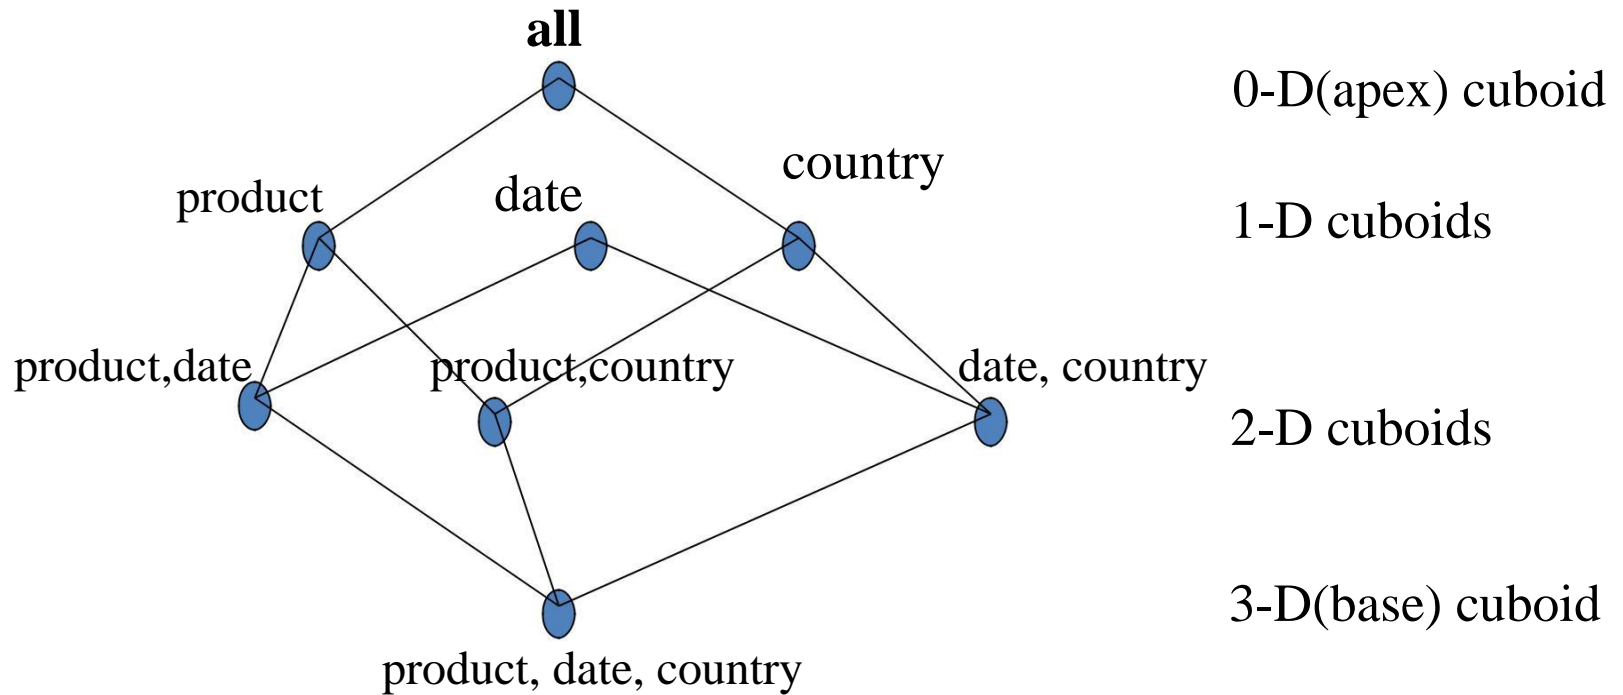 all
0-D(apex) cuboid
product
date
country
1-D cuboids
product,date
product,country
date, country
2-D cuboids
3-D(base) cuboid
product, date, country